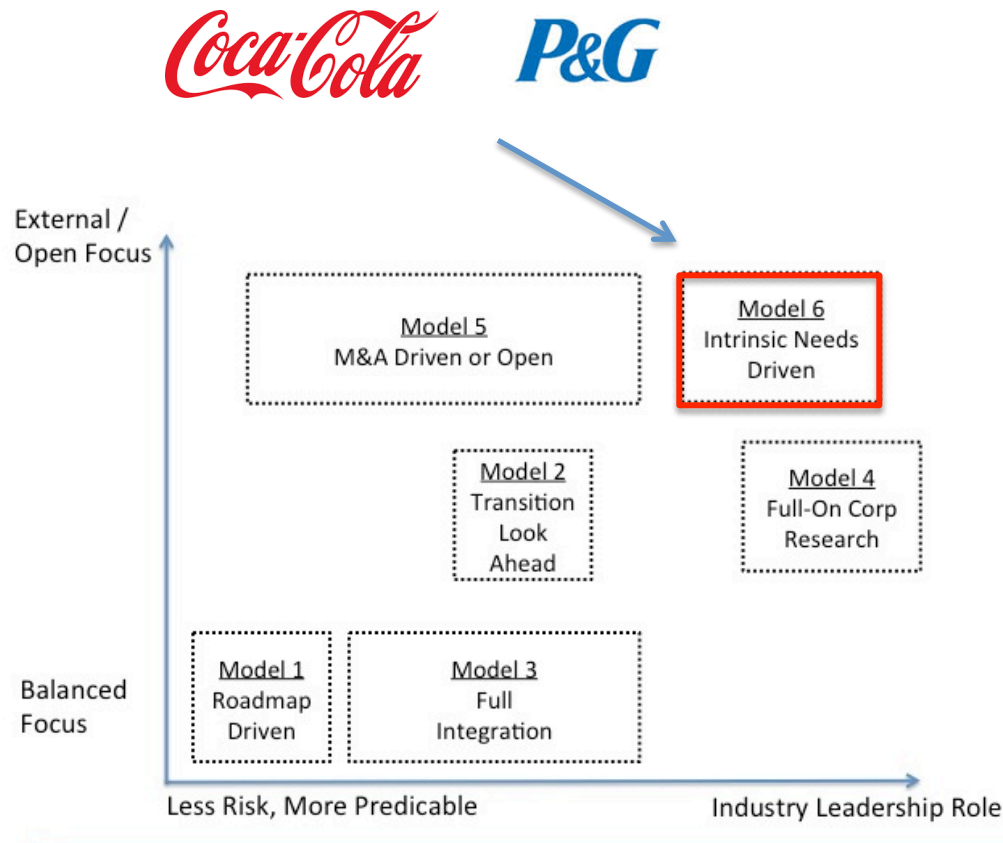 Coca-Cola
P&G
External /
Open Focus
Model 5
M&A Driven or Open
Model 6
Intrinsic Needs
Driven
Model 2
Transition
Look
Ahead
Model 4
Full-On Corp
Research
Balanced
Focus
Model 1
Roadmap
Driven
Model 3
Full
Integration
Less Risk, More Predicable
Industry Leadership Role